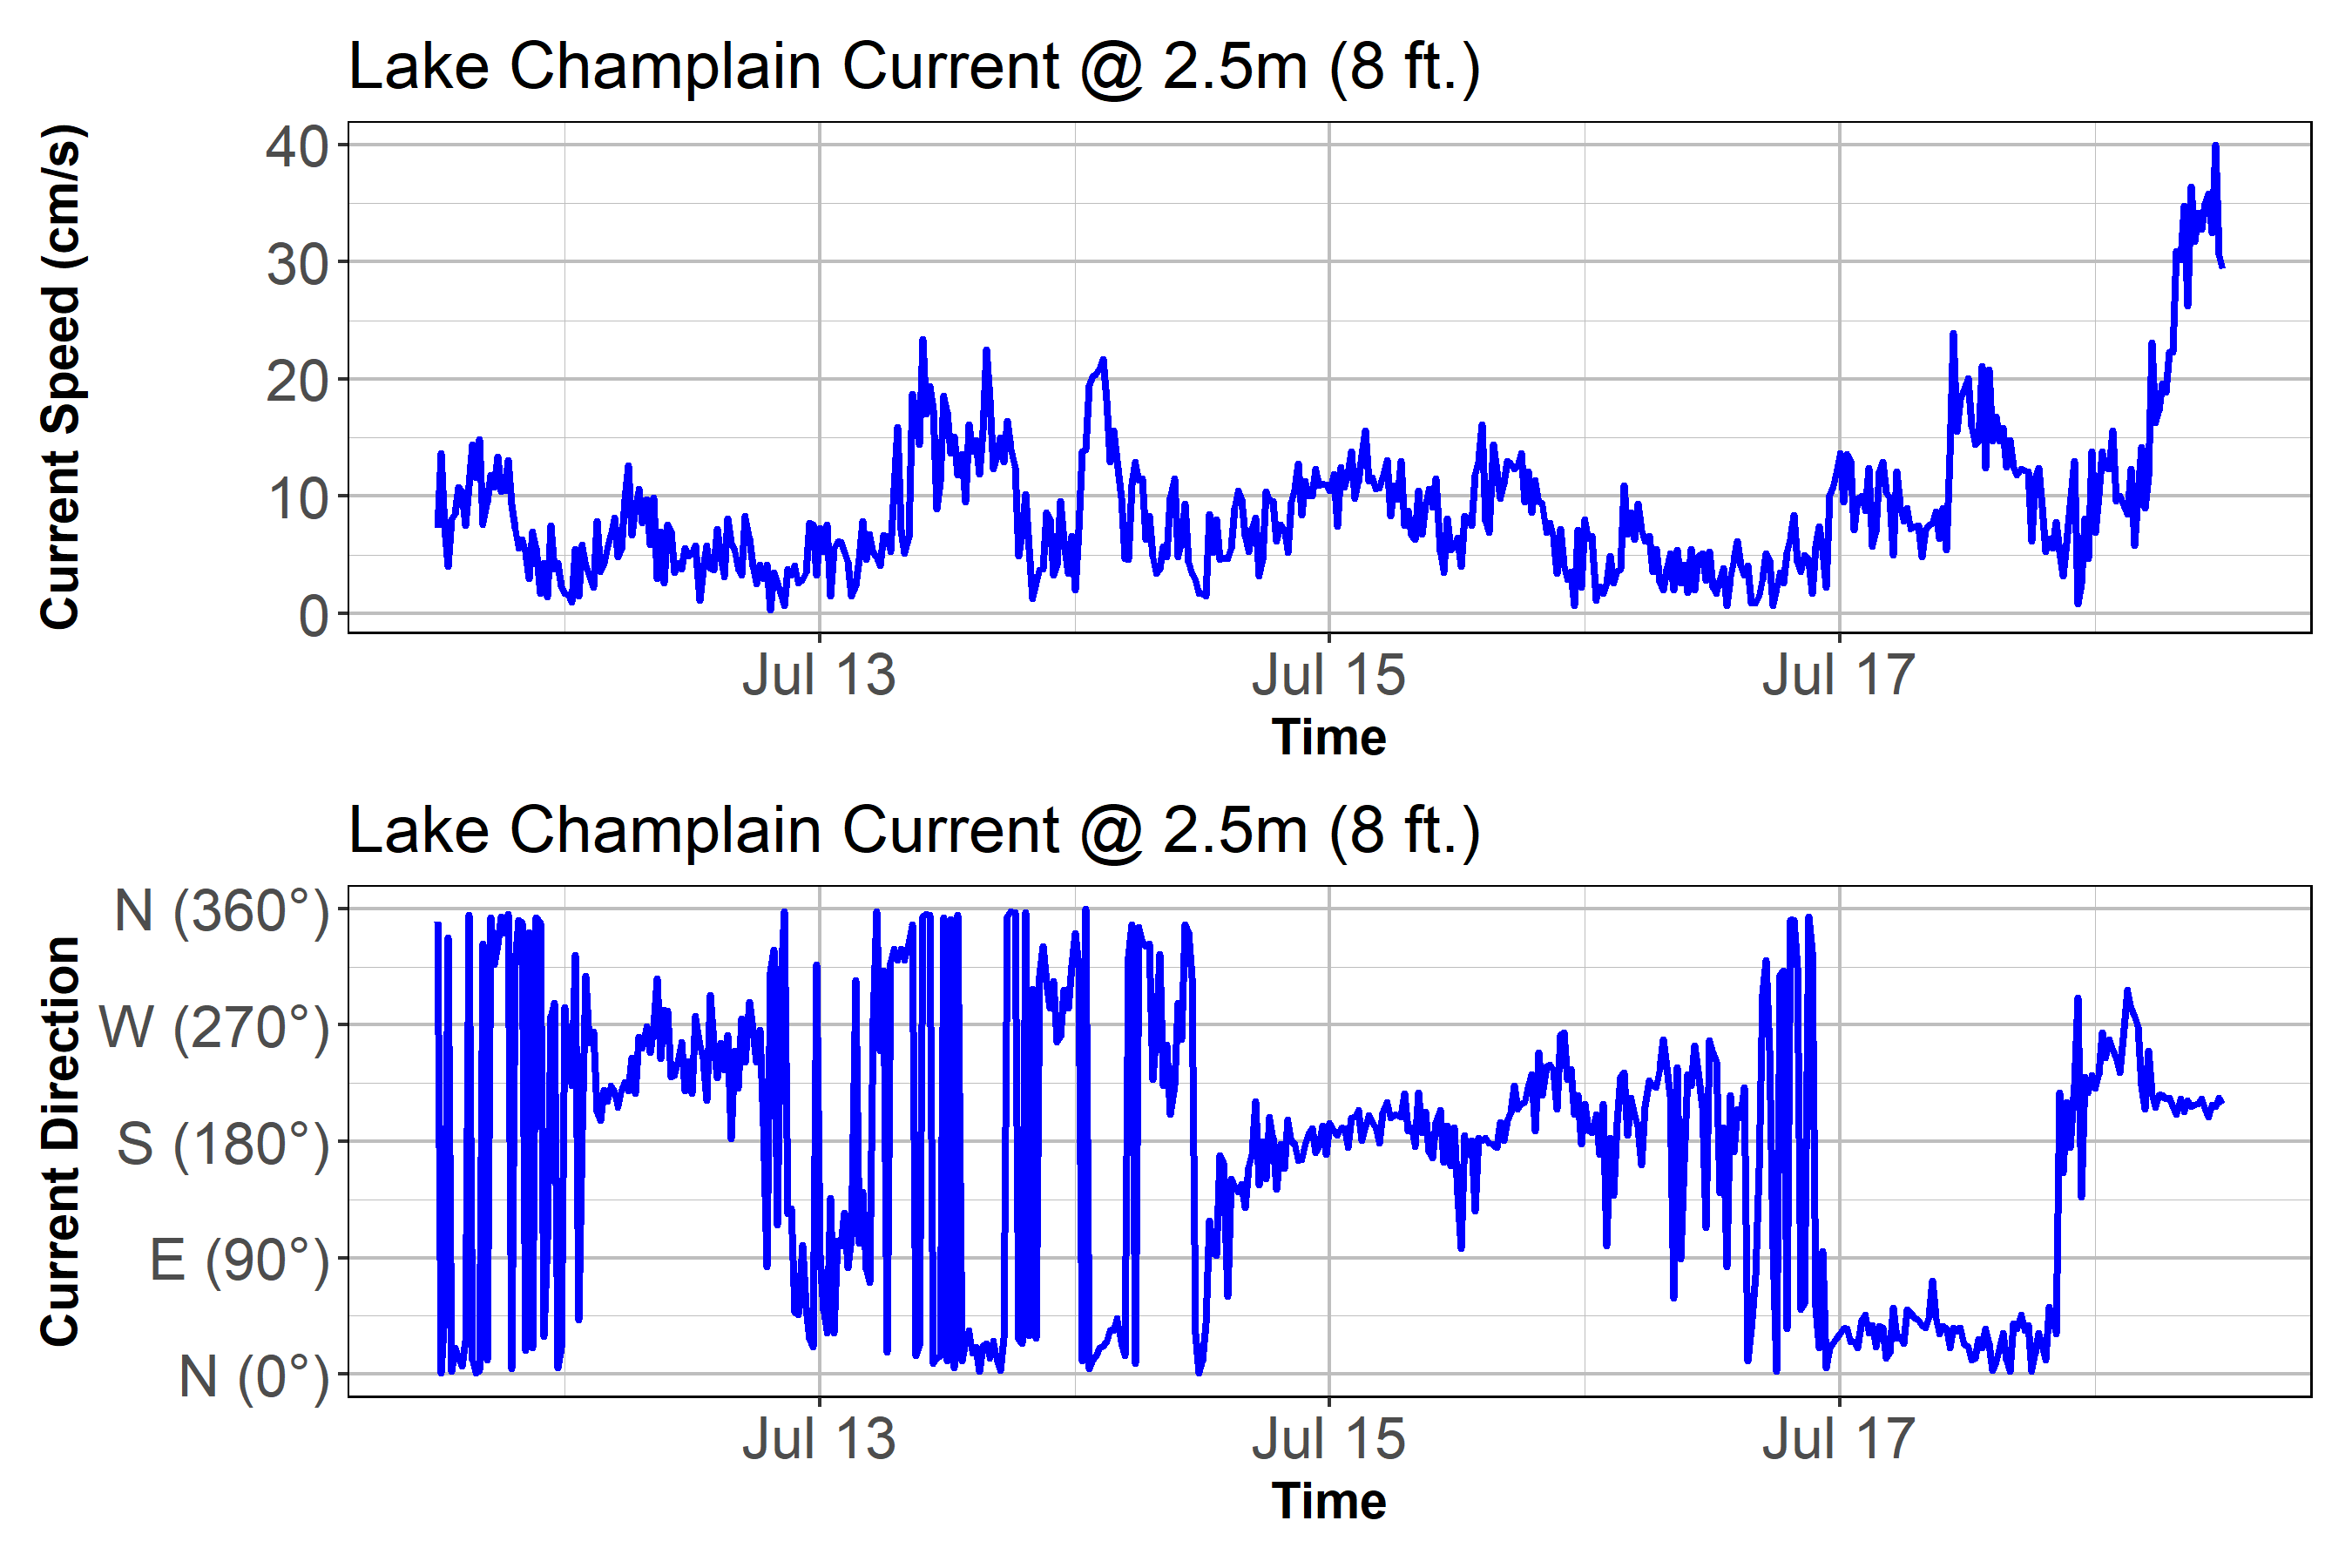 Lake Champlain Current @ 2.5m (8 ft.)
Current Speed (cm/s)
40
30
20
10
0
Jul 13 Jul 15 Jul 17
Time
Lake Champlain Current @ 2.5m (8 ft.)
Current Direction
N (360°)
W (270°)
S (180°)
E (90°)
N (0°)
Jul 13 Jul 15 Jul 17
Time